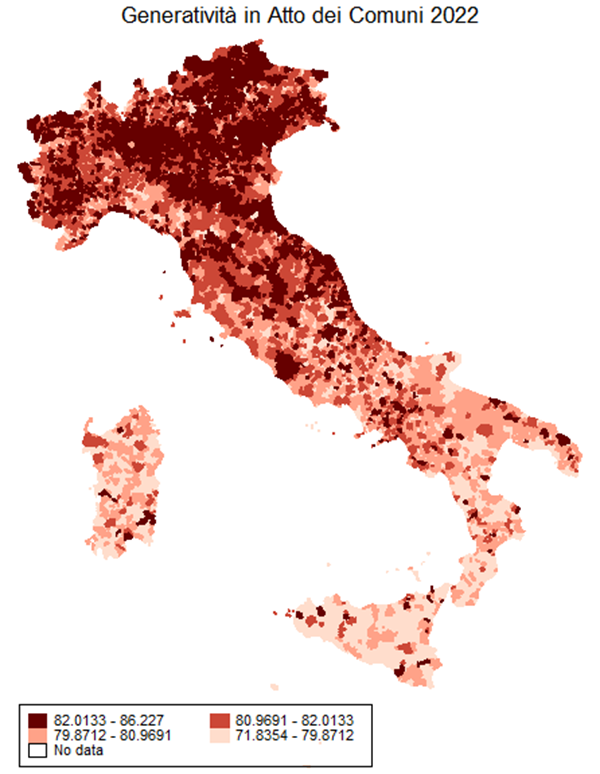 Generatività in Atto dei Comuni 2022
82.0133 - 86.227 80.9691 - 82.0133
79.8712 - 80.9691 71.8354 - 79.8712
No data